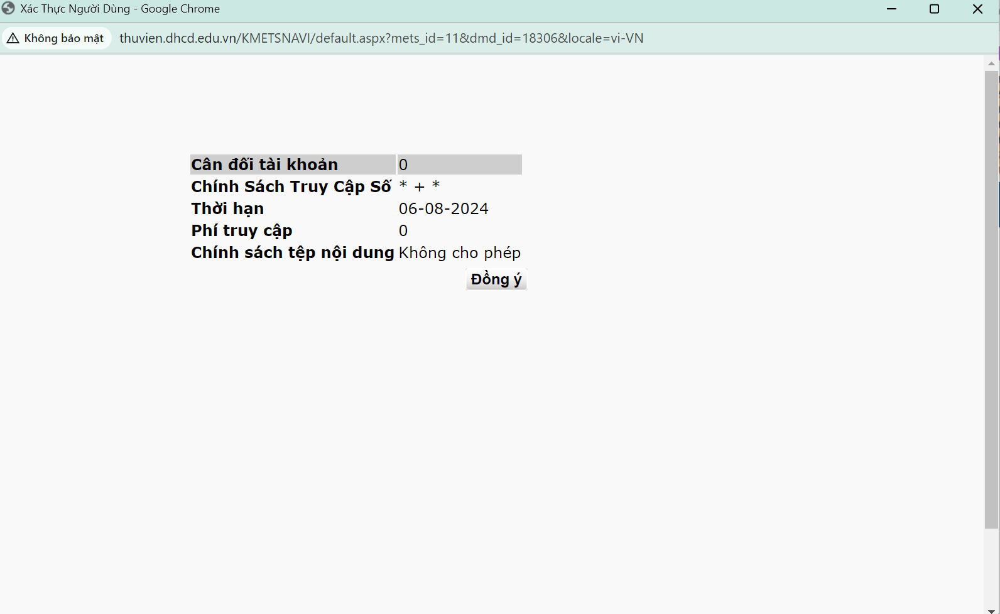 Xác Thực Người Dùng - Google Chrome
Không bảo mật thuvien.dhcd.edu.vn/KMETSNAVI/default.aspx?mets_id=11&dmd_id=18306&locale=vi-VN
Cân đối tài khoản 0
Chính Sách Truy Cập Số * + *
Thời hạn 06-08-2024
Phí truy cập 0
Chính sách tệp nội dung Không cho phép
Đồng ý